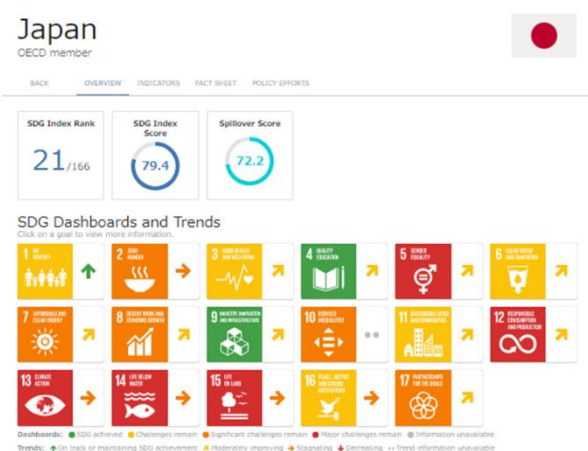 Japan
OECD member
BACK OVERVIEW INDICATORS FACT SHEET POLICY EFFORTS
SDG Index Rank
21/166
SDG Index
Score
79.4
Spillover Score
72.2
SDG Dashboards and Trends
Click on a goal to view more information.
1 NO
POVERTY
2 ZERO
HUNGER
3 GOOD HEALTH
AND WELL-BEING
4 QUALITY
EDUCATION
5 GENDER
EQUALITY
6 CLEAN WATER
AND SANITATION
7 AFFORDABLE AND
CLEAN ENERGY
8 DECENT WORK AND
ECONOMIC GROWTH
9 INDUSTRY, INNOVATION
AND INFRASTRUCTURE
10 REDUCED
INEQUALITIES
11 SUSTAINABLE CITIES
AND COMMUNITIES
12 RESPONSIBLE
CONSUMPTION
AND PRODUCTION
13 CLIMATE
ACTION
14 LIFE BELOW
WATER
15 LIFE
ON LAND
16 PEACE, JUSTICE
AND STRONG
INSTITUTIONS
17 PARTNERSHIPS
FOR THE GOALS
Dashboards: SDG achieved Challenges remain Significant challenges remain Major challenges remain Information unavailable
Trends: On track or maintaining SDG achievement Moderately improving Stagnating Decreasing Trend information unavailable